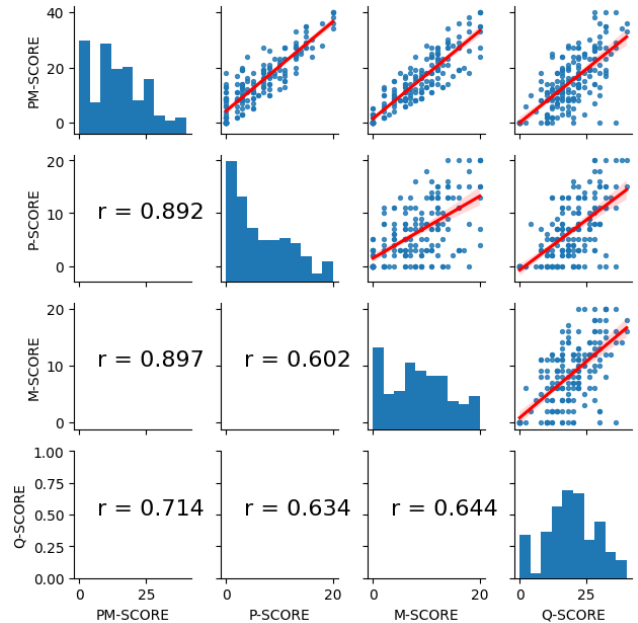 40
20
0
PM-SCORE
20
10
0
P-SCORE
r = 0.892
20
10
0
M-SCORE
r = 0.897
r = 0.602
1.00
0.75
0.50
0.25
0.00
Q-SCORE
r = 0.714
r = 0.634
r = 0.644
0 25
0 20
0 20
0 25
PM-SCORE
P-SCORE
M-SCORE
Q-SCORE